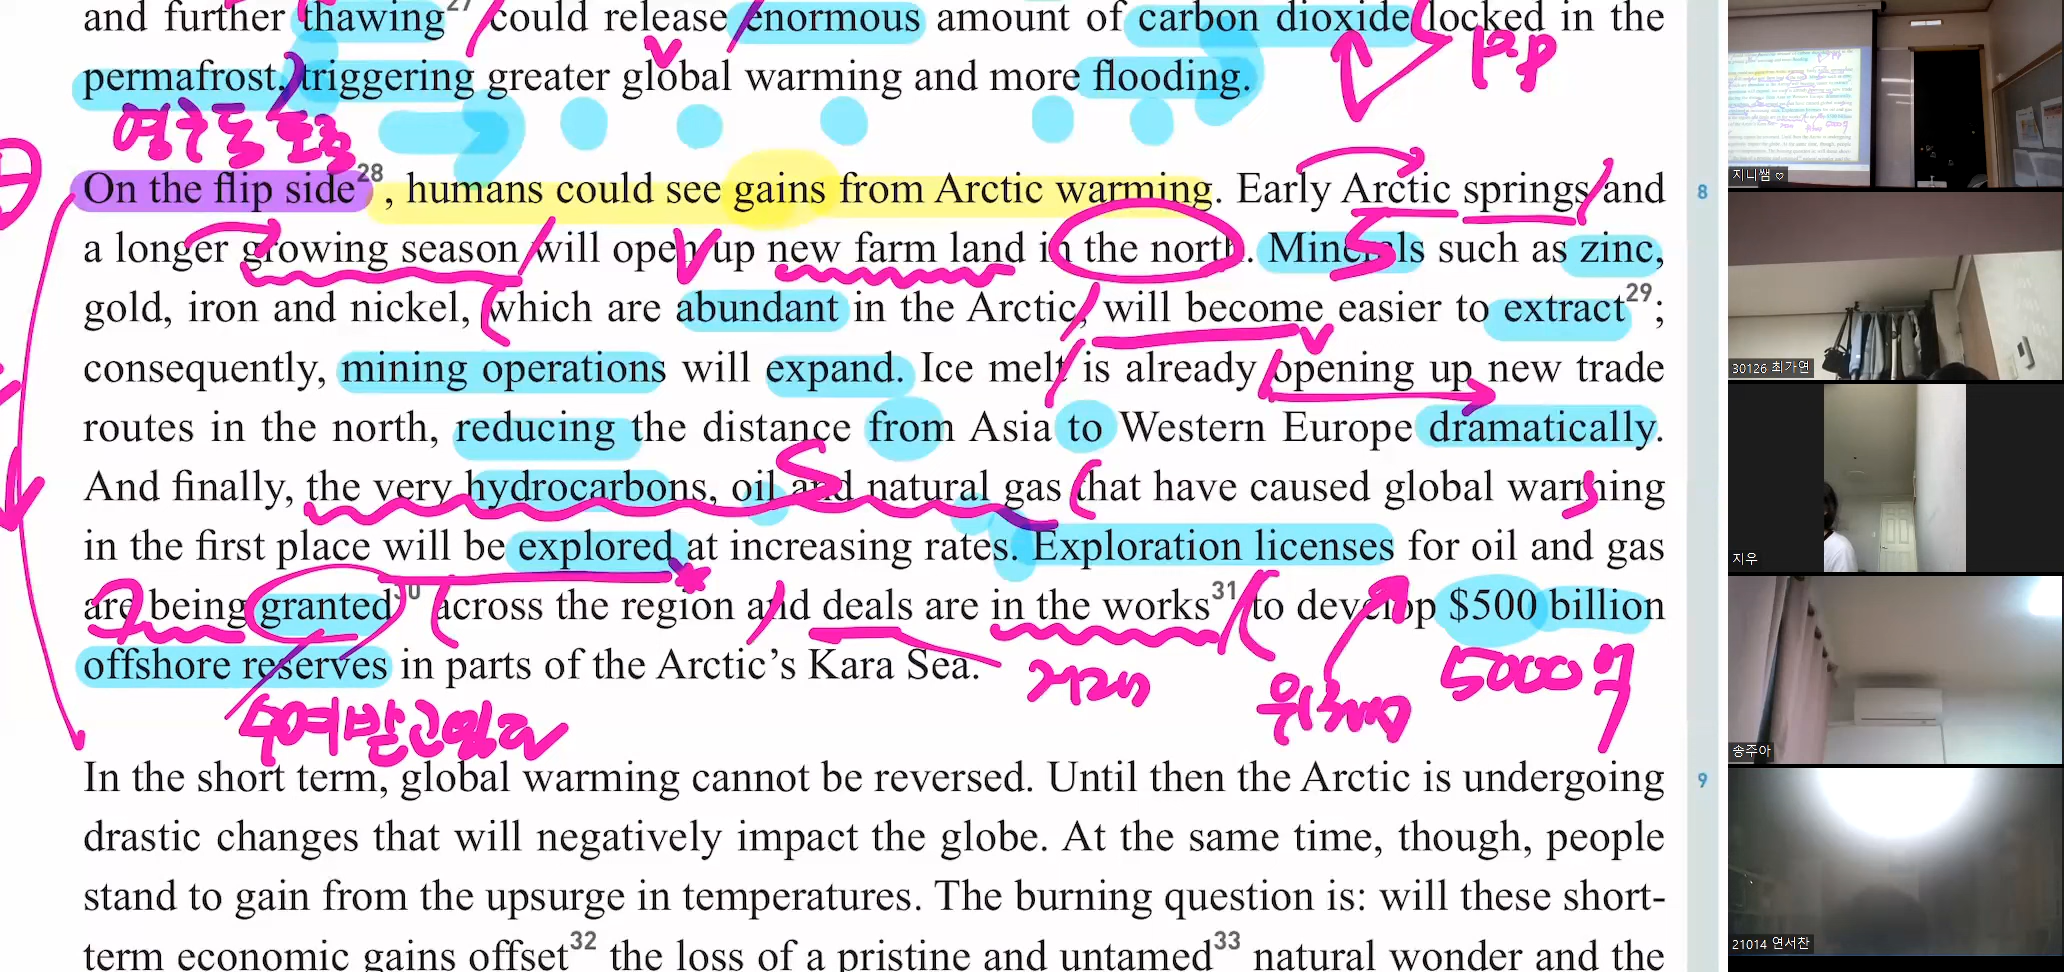 and further thawing27 could release enormous amount of carbon dioxide locked in the
permafrost, triggering greater global warming and more flooding.
pap
영구동토층
On the flip side28, humans could see gains from Arctic warming. Early Arctic springs and
8
a longer growing season will open up new farm land in the north. Minerals such as zinc,
gold, iron and nickel, which are abundant in the Arctic, will become easier to extract29;
consequently, mining operations will expand. Ice melt is already opening up new trade
routes in the north, reducing the distance from Asia to Western Europe dramatically.
And finally, the very hydrocarbons, oil and natural gas that have caused global warming
in the first place will be explored at increasing rates. Exploration licenses for oil and gas
are being granted30 across the region and deals are in the works31 to develop $500 billion
offshore reserves in parts of the Arctic’s Kara Sea.
거래
위해
5000억
수여받고있다
In the short term, global warming cannot be reversed. Until then the Arctic is undergoing
9
drastic changes that will negatively impact the globe. At the same time, though, people
stand to gain from the upsurge in temperatures. The burning question is: will these short-
term economic gains offset32 the loss of a pristine and untamed33 natural wonder and the
지니쌤 ♡
30126 최가연
지우
송주아
21014 연서찬